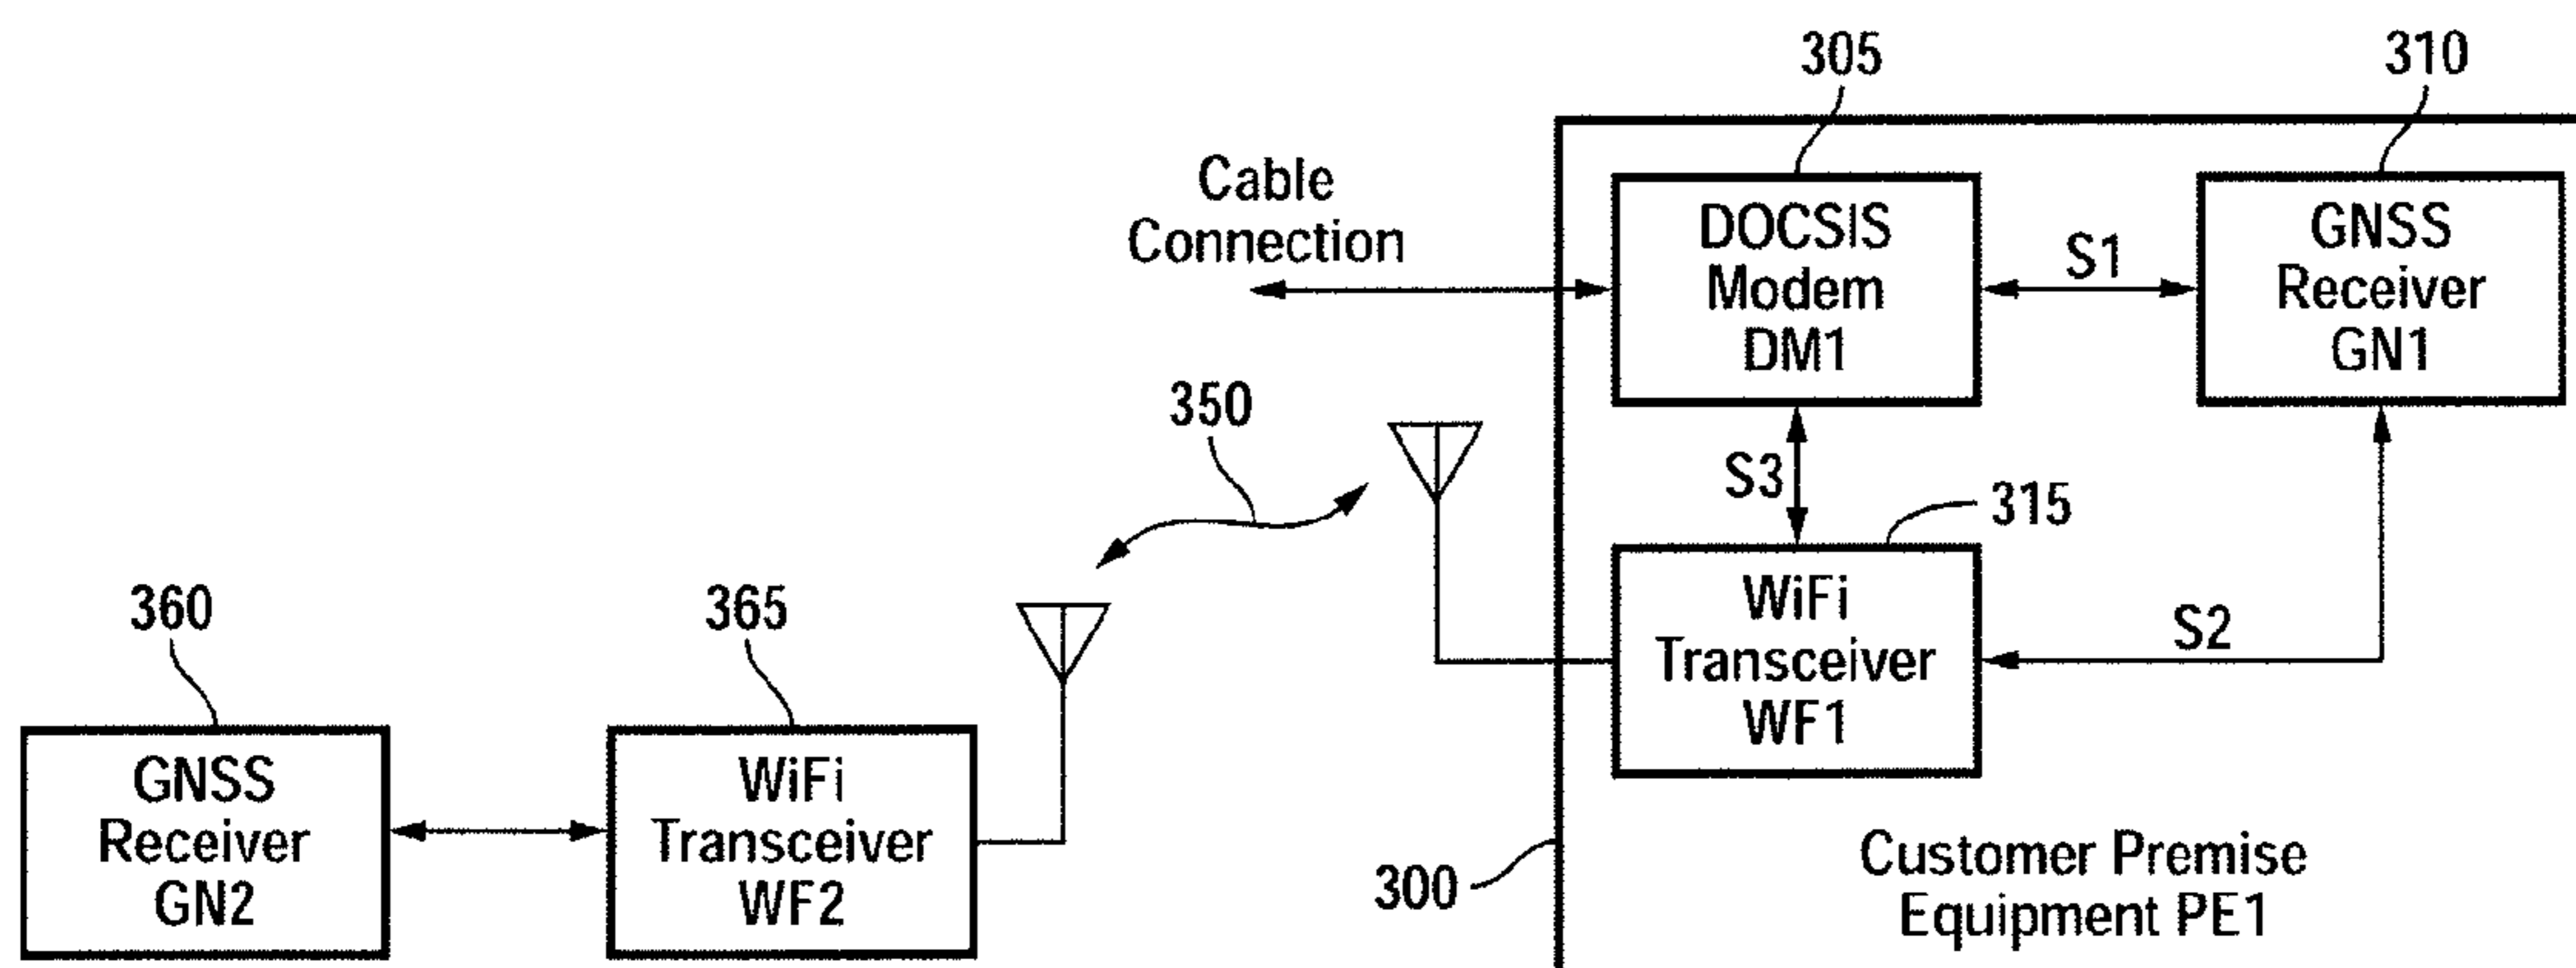 305
310
Cable
Connection
DOCSIS
Modem
DM1
S1
GNSS
Receiver
GN1
350
S3
315
WiFi
Transceiver
WF1
S2
360
365
GNSS
Receiver
GN2
WiFi
Transceiver
WF2
300
Customer Premise
Equipment PE1